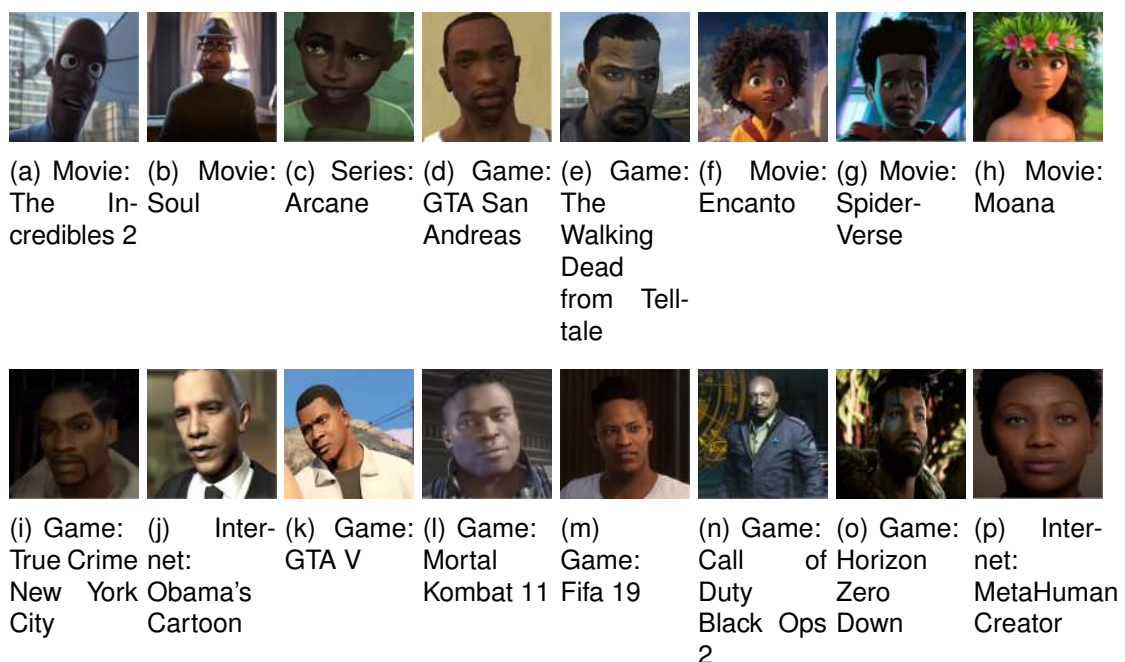 (a) Movie: The In-credibles 2
(b) Movie: Soul
(c) Series: Arcane
(d) Game: GTA San Andreas
(e) Game: The Walking Dead from Tell-tale
(f) Movie: Encanto
(g) Movie: Spider-Verse
(h) Movie: Moana
(i) Game: True Crime New York City
(j) Inter-net: Obama's Cartoon
(k) Game: GTA V
(l) Game: Mortal Kombat 11
(m) Game: Fifa 19
(n) Game: Call of Duty Black Ops 2
(o) Game: Horizon Zero Down
(p) Inter-net: MetaHuman Creator